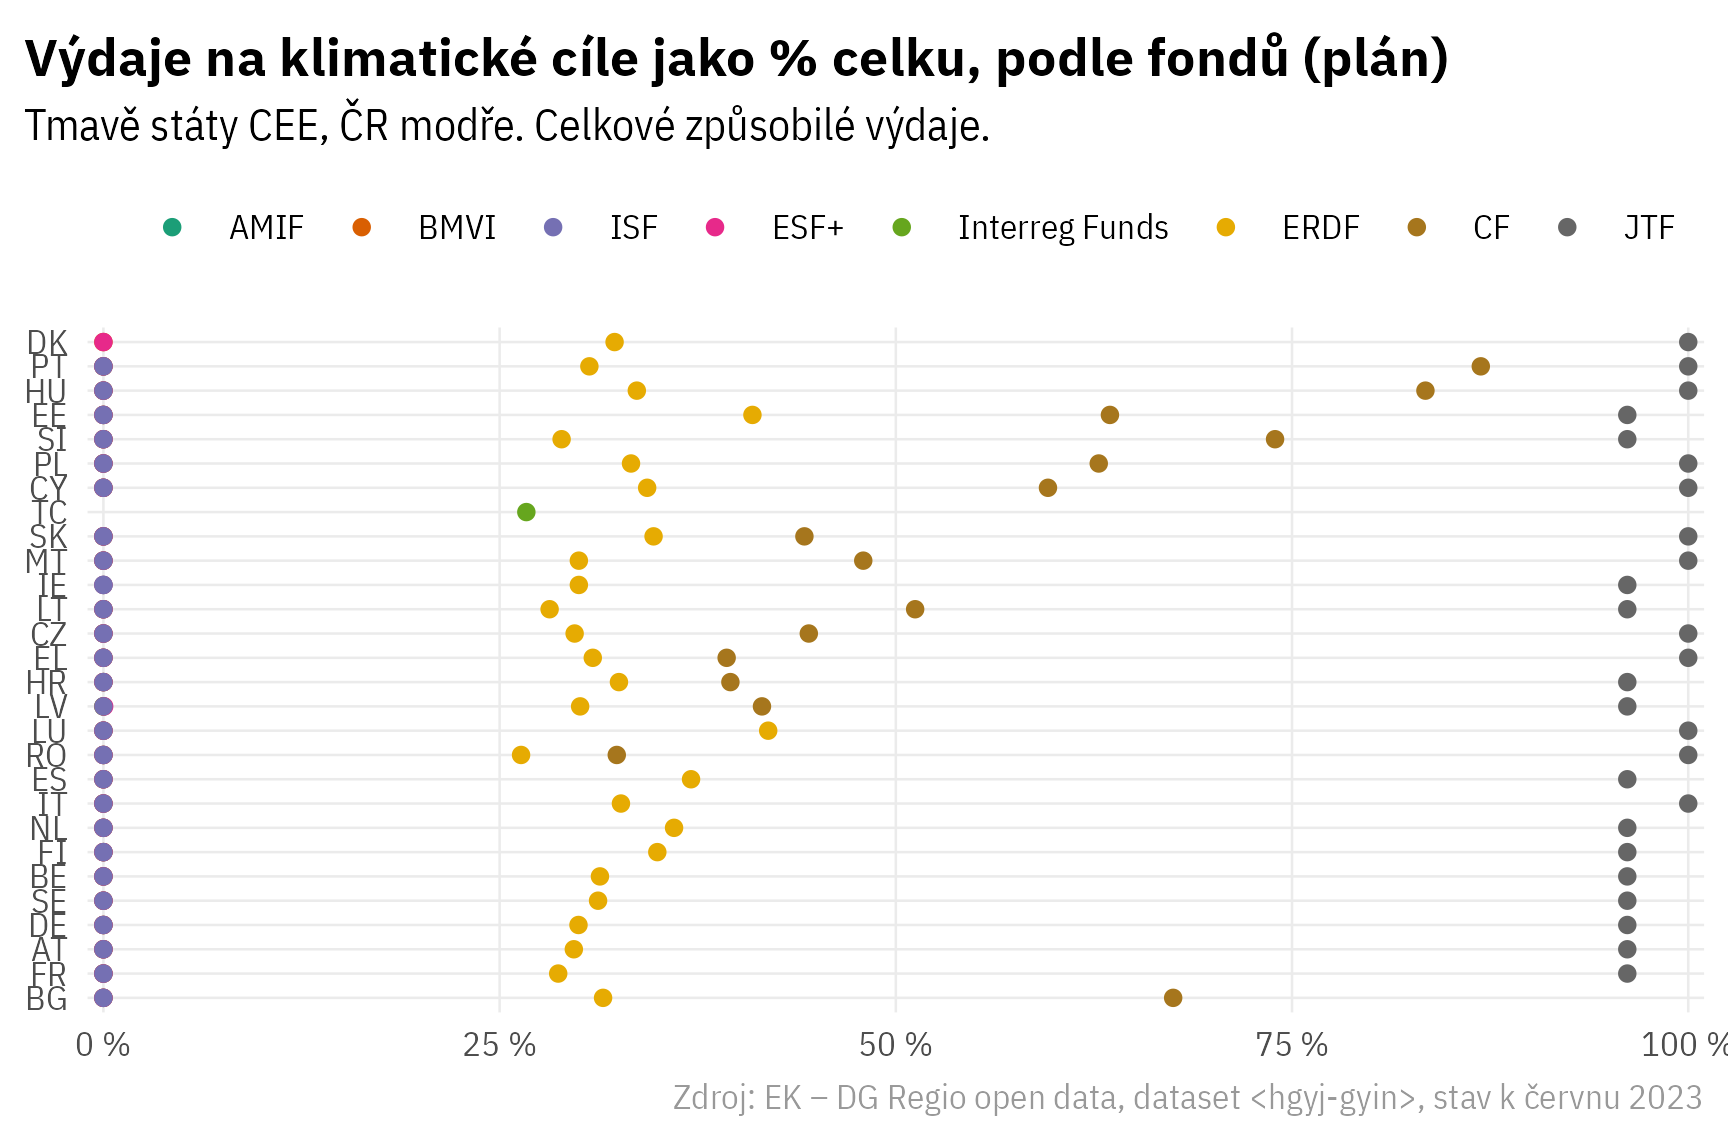 Výdaje na klimatické cíle jako % celku, podle fondů (plán)
Tmavě státy CEE, ČR modře. Celkové způsobilé výdaje.
AMIF BMVI ISF ESF+ Interreg Funds ERDF CF JTF
DK
PT
HU
EE
SI
PL
CY
TC
SK
MT
IE
LT
CZ
EL
HR
LV
LU
RO
ES
IT
NL
FI
BE
SE
DE
AT
FR
BG
0 % 25 % 50 % 75 % 100 %
Zdroj: EK – DG Regio open data, dataset <hgyj-gyin>, stav k červnu 2023